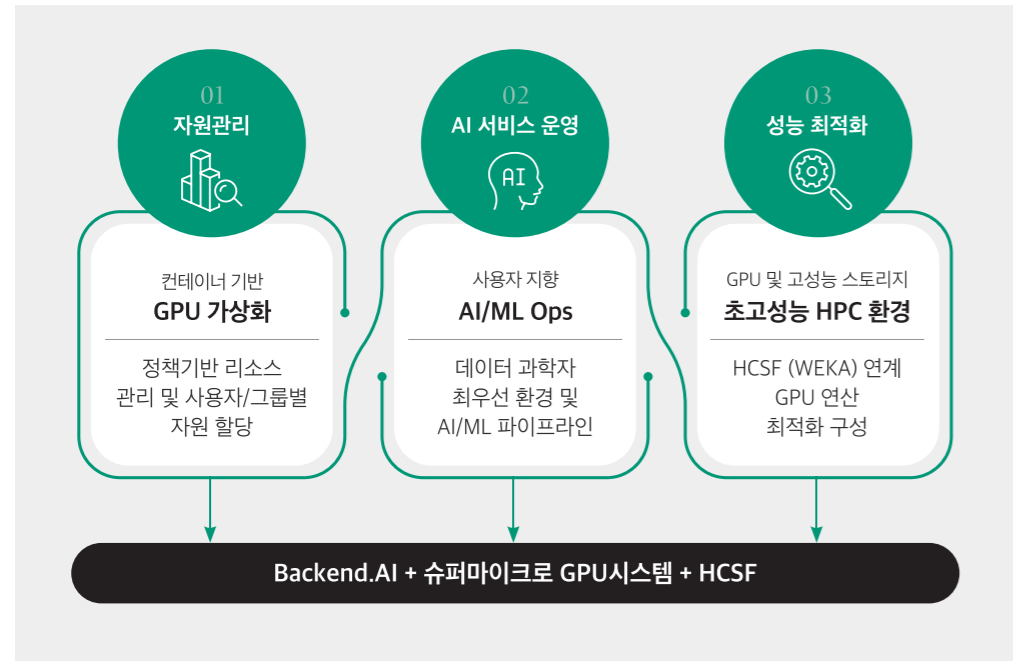 01
자원관리
컨테이너 기반
GPU 가상화
정책기반 리소스
관리 및 사용자/그룹별
자원 할당
02
AI 서비스 운영
AI
사용자 지향
AI/ML Ops
데이터 과학자
최우선 환경 및
AI/ML 파이프라인
03
성능 최적화
GPU 및 고성능 스토리지
초고성능 HPC 환경
HCSF (WEKA) 연계
GPU 연산
최적화 구성
Backend.AI + 슈퍼마이크로 GPU시스템 + HCSF